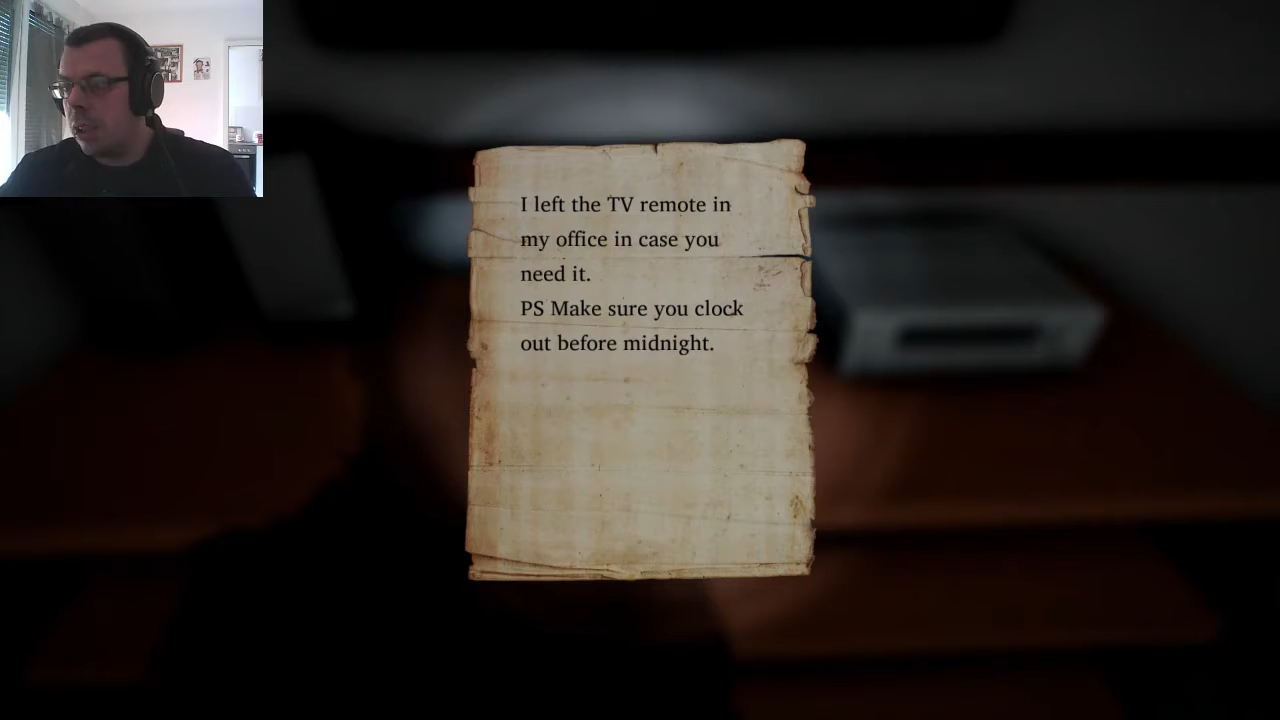 I left the TV remote in
my office in case you
need it.
PS Make sure you clock
out before midnight.